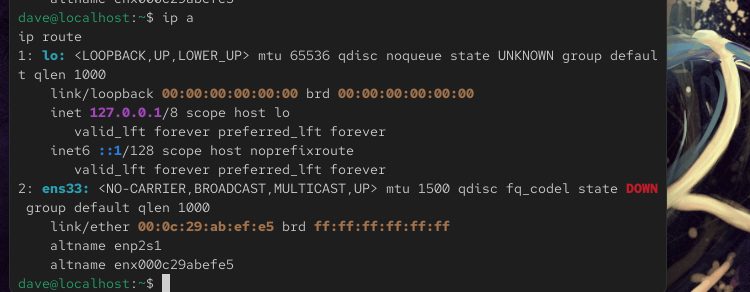 altname enx000c29abefe5
dave@localhost:~$ ip a
ip route
1: lo: <LOOPBACK,UP,LOWER_UP> mtu 65536 qdisc noqueue state UNKNOWN group defaul
t qlen 1000
    link/loopback 00:00:00:00:00:00 brd 00:00:00:00:00:00
    inet 127.0.0.1/8 scope host lo
       valid_lft forever preferred_lft forever
    inet6 ::1/128 scope host noprefixroute
       valid_lft forever preferred_lft forever
2: ens33: <NO-CARRIER,BROADCAST,MULTICAST,UP> mtu 1500 qdisc fq_codel state DOWN
 group default qlen 1000
    link/ether 00:0c:29:ab:ef:e5 brd ff:ff:ff:ff:ff:ff
    altname enp2s1
    altname enx000c29abefe5
dave@localhost:~$